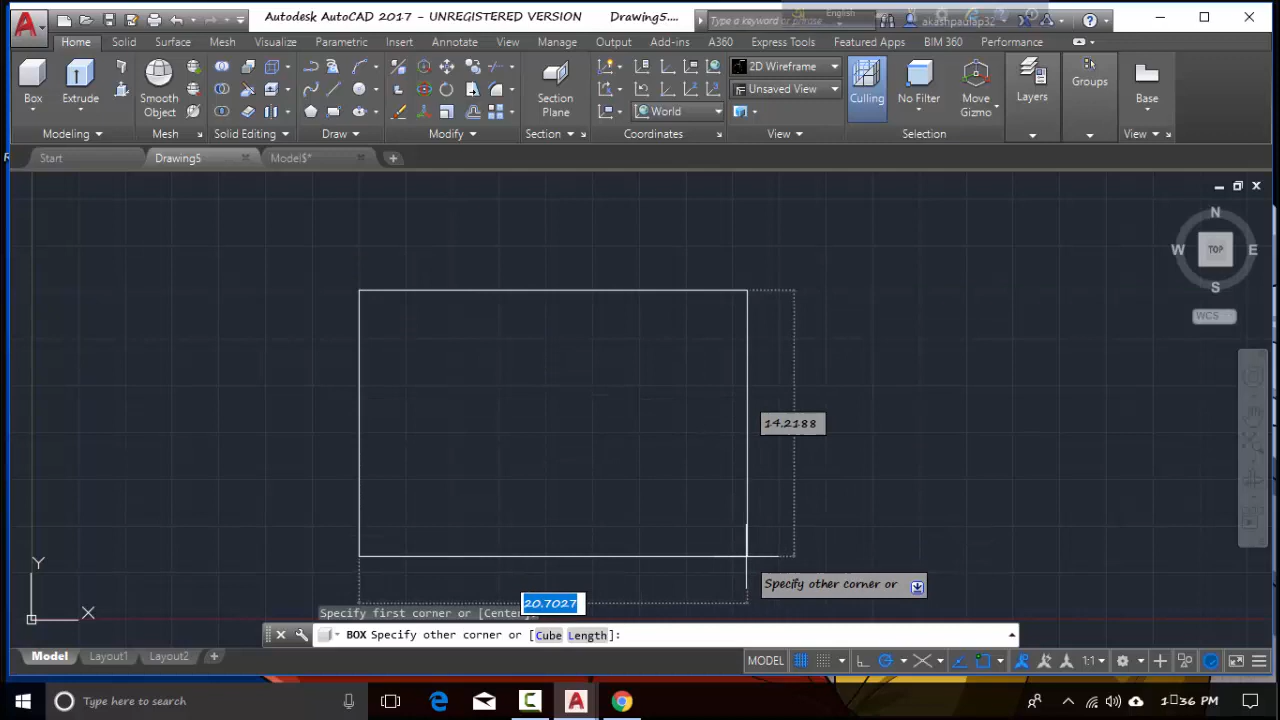 Autodesk AutoCAD 2017 - UNREGISTERED VERSION Drawing5.... Type a keyword or phrase English akashpaulap32
Home Solid Surface Mesh Visualize Parametric Insert Annotate View Manage Output Add-ins A360 Express Tools Featured Apps BIM 360 Performance
Box Extrude Smooth Object Section Plane 2D Wireframe Unsaved View World Culling No Filter Move Gizmo Layers Groups Base
Modeling Mesh Solid Editing Draw Modify Section Coordinates View Selection View
Start Drawing5 Model$*
N
W TOP E
S
WCS
14.2188
Y
X
Specify other corner or
20.7027
Specify first corner or [Center]:
BOX Specify other corner or [Cube Length]:
Model Layout1 Layout2 MODEL 1:1
Type here to search